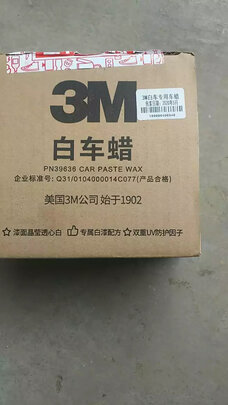 3M白车专用车蜡
3M
白车蜡
PN39636 CAR PASTE WAX
企业标准号: Q31/0104000014C077(产品合格)
美国3M公司 始于1902
漆面晶莹透心白
专属白漆配方
双重UV防护因子